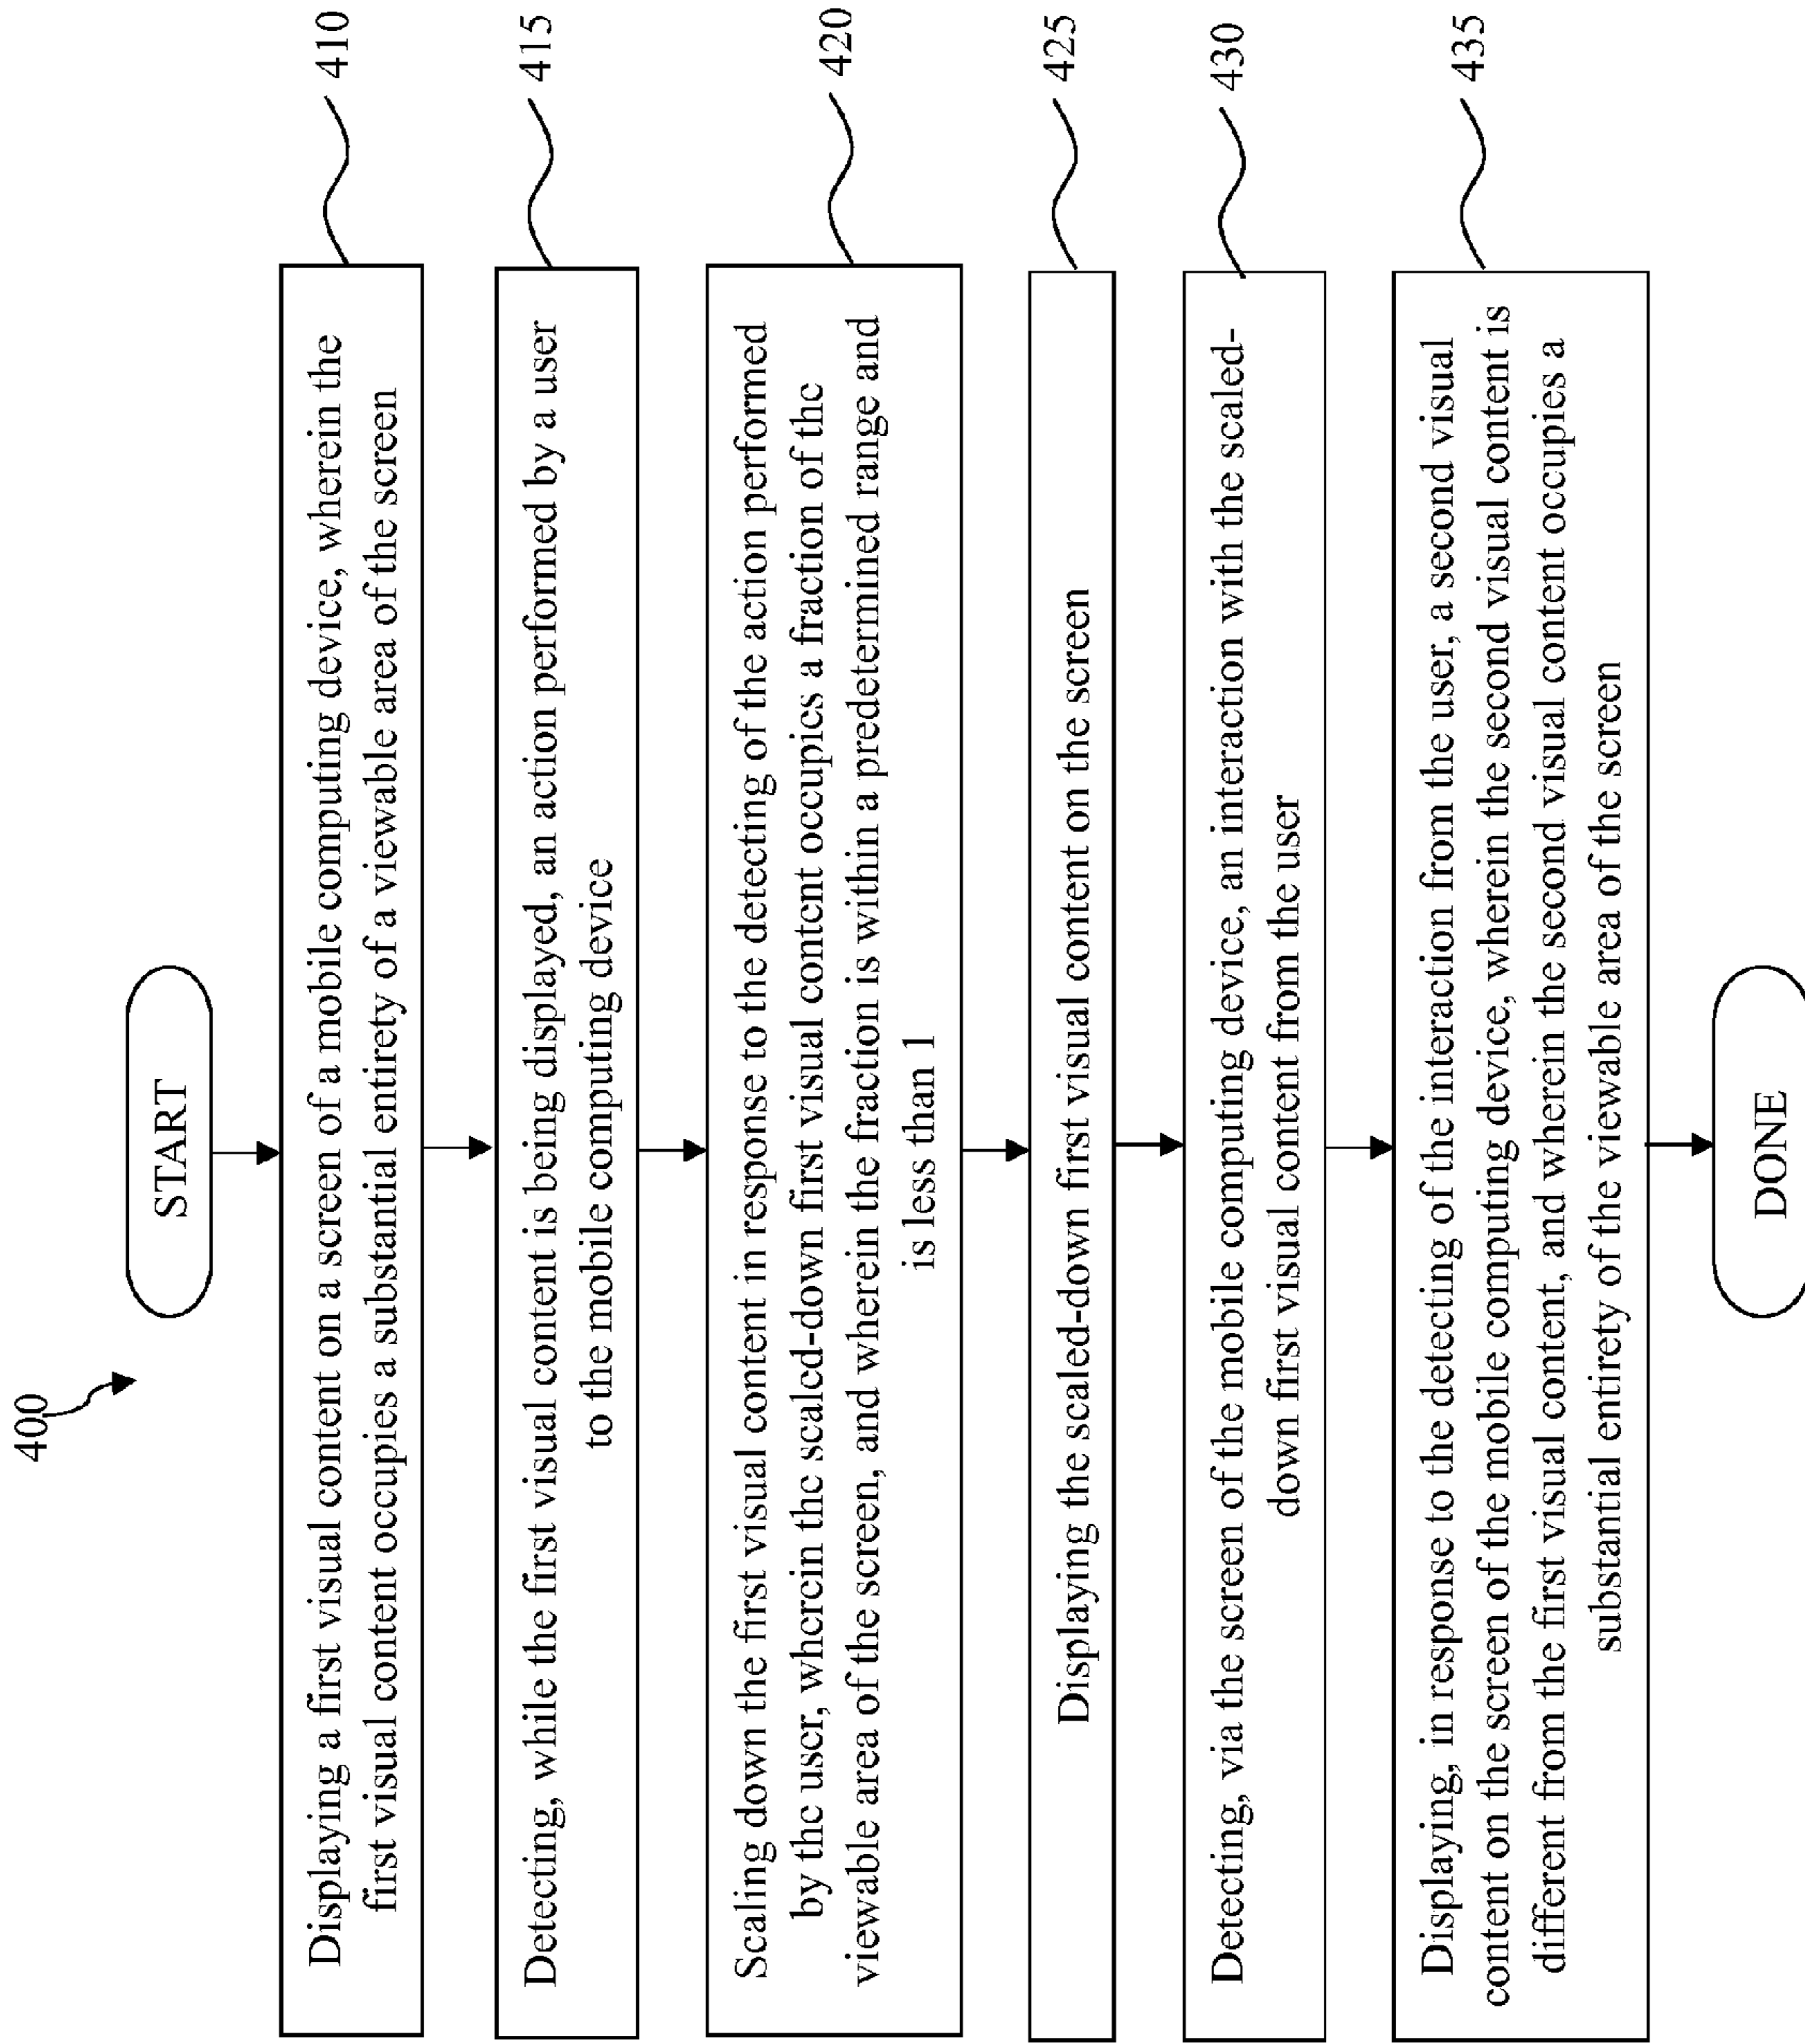 400
START
Displaying a first visual content on a screen of a mobile computing device, wherein the
first visual content occupies a substantial entirety of a viewable area of the screen
410
Detecting, while the first visual content is being displayed, an action performed by a user
to the mobile computing device
415
Scaling down the first visual content in response to the detecting of the action performed
by the user, wherein the scaled-down first visual content occupies a fraction of the
viewable area of the screen, and wherein the fraction is within a predetermined range and
is less than 1
420
Displaying the scaled-down first visual content on the screen
425
Detecting, via the screen of the mobile computing device, an interaction with the scaled-
down first visual content from the user
430
Displaying, in response to the detecting of the interaction from the user, a second visual
content on the screen of the mobile computing device, wherein the second visual content is
different from the first visual content, and wherein the second visual content occupies a
substantial entirety of the viewable area of the screen
435
DONE